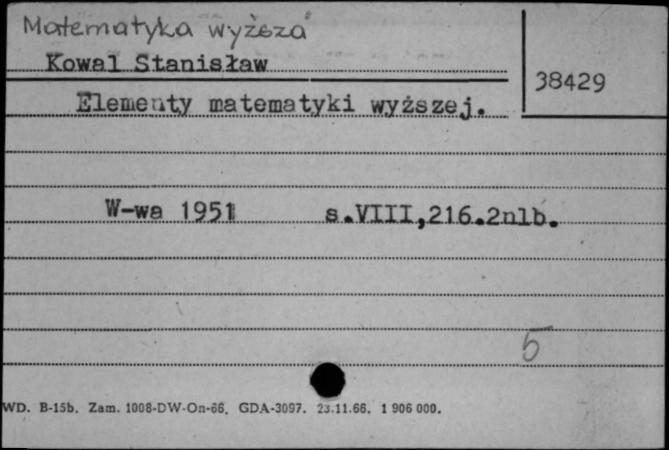 Matematyka wyższa
Kowal Stanisław
38429
Elementy matematyki wyższej.
W-wa 1951 s.VIII,216.2nlb.
5
WD. B-15b. Zam. 1008-DW-On-66. GDA-3097. 23.11.66. 1 906 000.